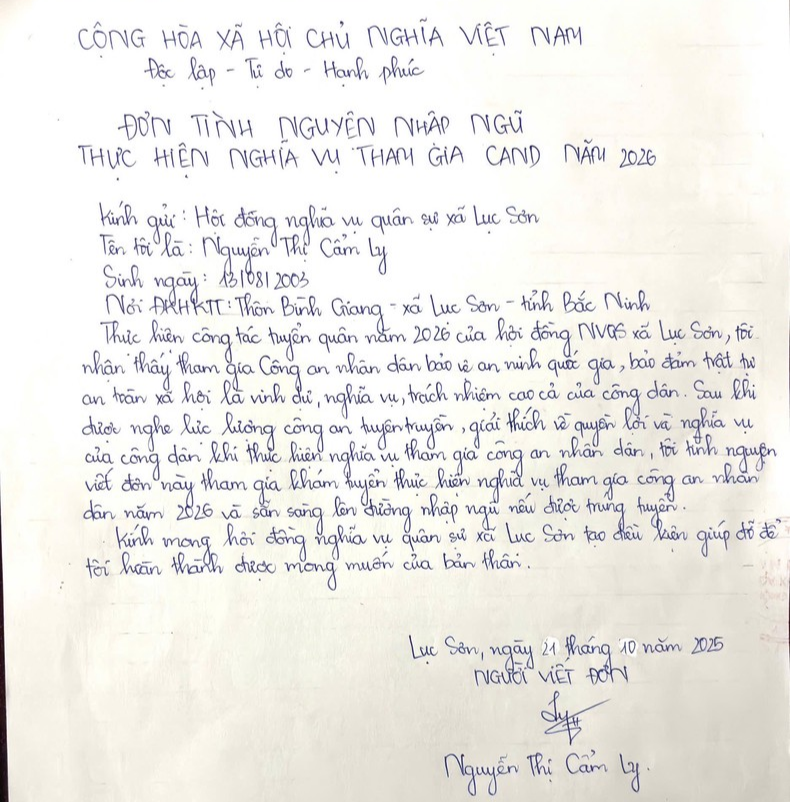 CỘNG HÒA XÃ HỘI CHỦ NGHĨA VIỆT NAM
Độc lập - Tự do - Hạnh phúc
ĐƠN TÌNH NGUYỆN NHẬP NGŨ
THỰC HIỆN NGHĨA VỤ THAM GIA CAND NĂM 2026
Kính gửi: Hội đồng nghĩa vụ quân sự xã Lục Sơn
Tên tôi là: Nguyễn Thị Cẩm Ly
Sinh ngày: 13/08/2003
Nơi ĐKHKTT: Thôn Bình Giang - xã Lục Sơn - tỉnh Bắc Ninh
Thực hiện công tác tuyển quân năm 2026 của hội đồng NVQS xã Lục Sơn, tôi
nhận thấy tham gia Công an nhân dân bảo vệ an ninh quốc gia, bảo đảm trật tự
an toàn xã hội là vinh dự, nghĩa vụ, trách nhiệm cao cả của công dân. Sau khi
được nghe lực lượng công an tuyên truyền, giải thích về quyền lợi và nghĩa vụ
của công dân khi thực hiện nghĩa vụ tham gia công an nhân dân, tôi tình nguyện
viết đơn này tham gia khám tuyển thực hiện nghĩa vụ tham gia công an nhân
dân năm 2026 và sẵn sàng lên đường nhập ngũ nếu được trúng tuyển.
Kính mong hội đồng nghĩa vụ quân sự xã Lục Sơn tạo điều kiện giúp đỡ để
tôi hoàn thành được mong muốn của bản thân.
Lục Sơn, ngày 21 tháng 10 năm 2025
NGƯỜI VIẾT ĐƠN
Ly
Nguyễn Thị Cẩm Ly.